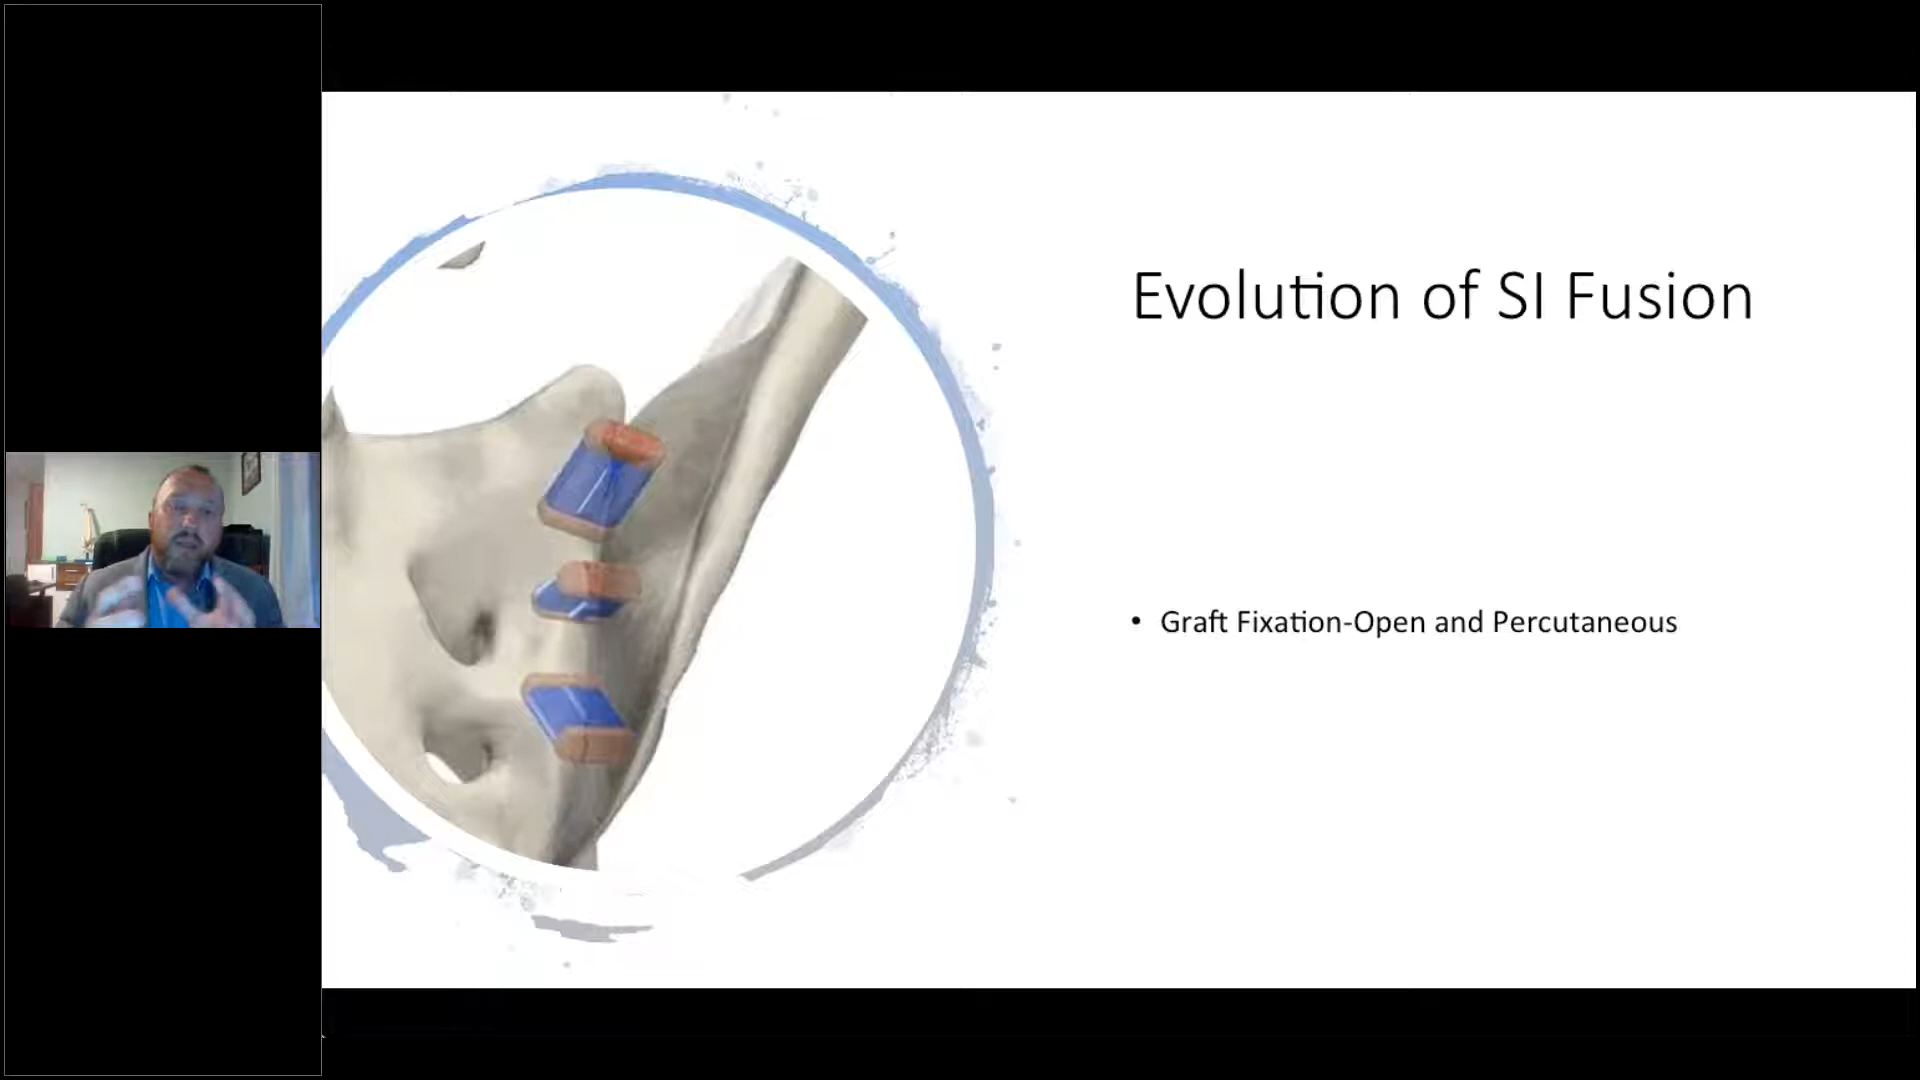 Evolution of SI Fusion
• Graft Fixation-Open and Percutaneous